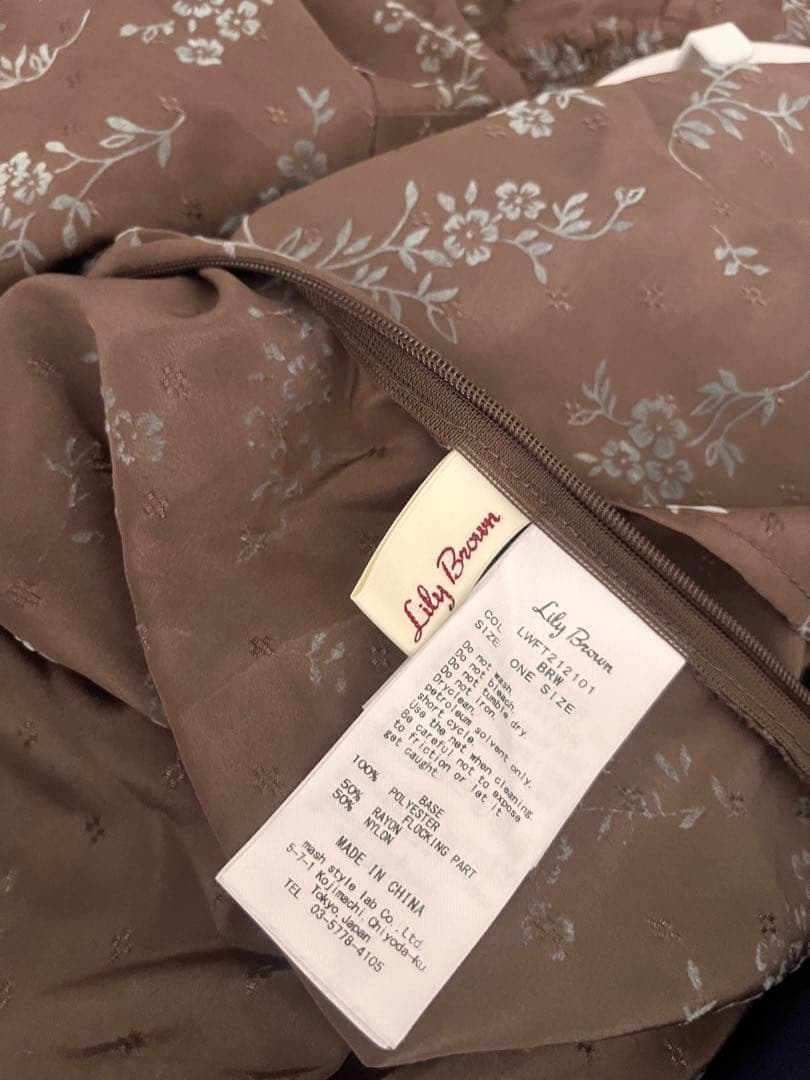 Lily Brown
Lily Brown
LWFT212101
COL BRW
SIZE ONE SIZE
Do not wash.
Do not bleach.
Do not tumble dry.
Do not iron.
Dryclean.
petroleum solvent only.
short cycle.
Use the net when cleaning.
Be careful not to expose
to friction or let it
get caught.
BASE
100% POLYESTER
FLOCKING PART
50% RAYON
50% NYLON
MADE IN CHINA
mash style lab Co., Ltd.
5-7-1 Kojimachi, Chiyoda-ku
Tokyo, Japan
TEL 03-5778-4105